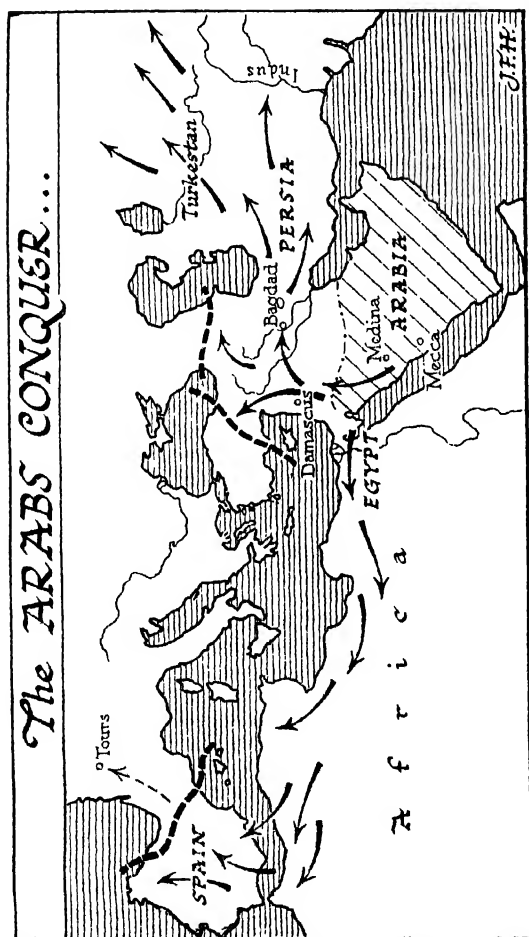 The ARABS CONQUER....
Tours
SPAIN
Africa
EGYPT
Damascus
Bagdad
PERSIA
Turkestan
Indus
Medina
ARABIA
Mecca
J.F.H.